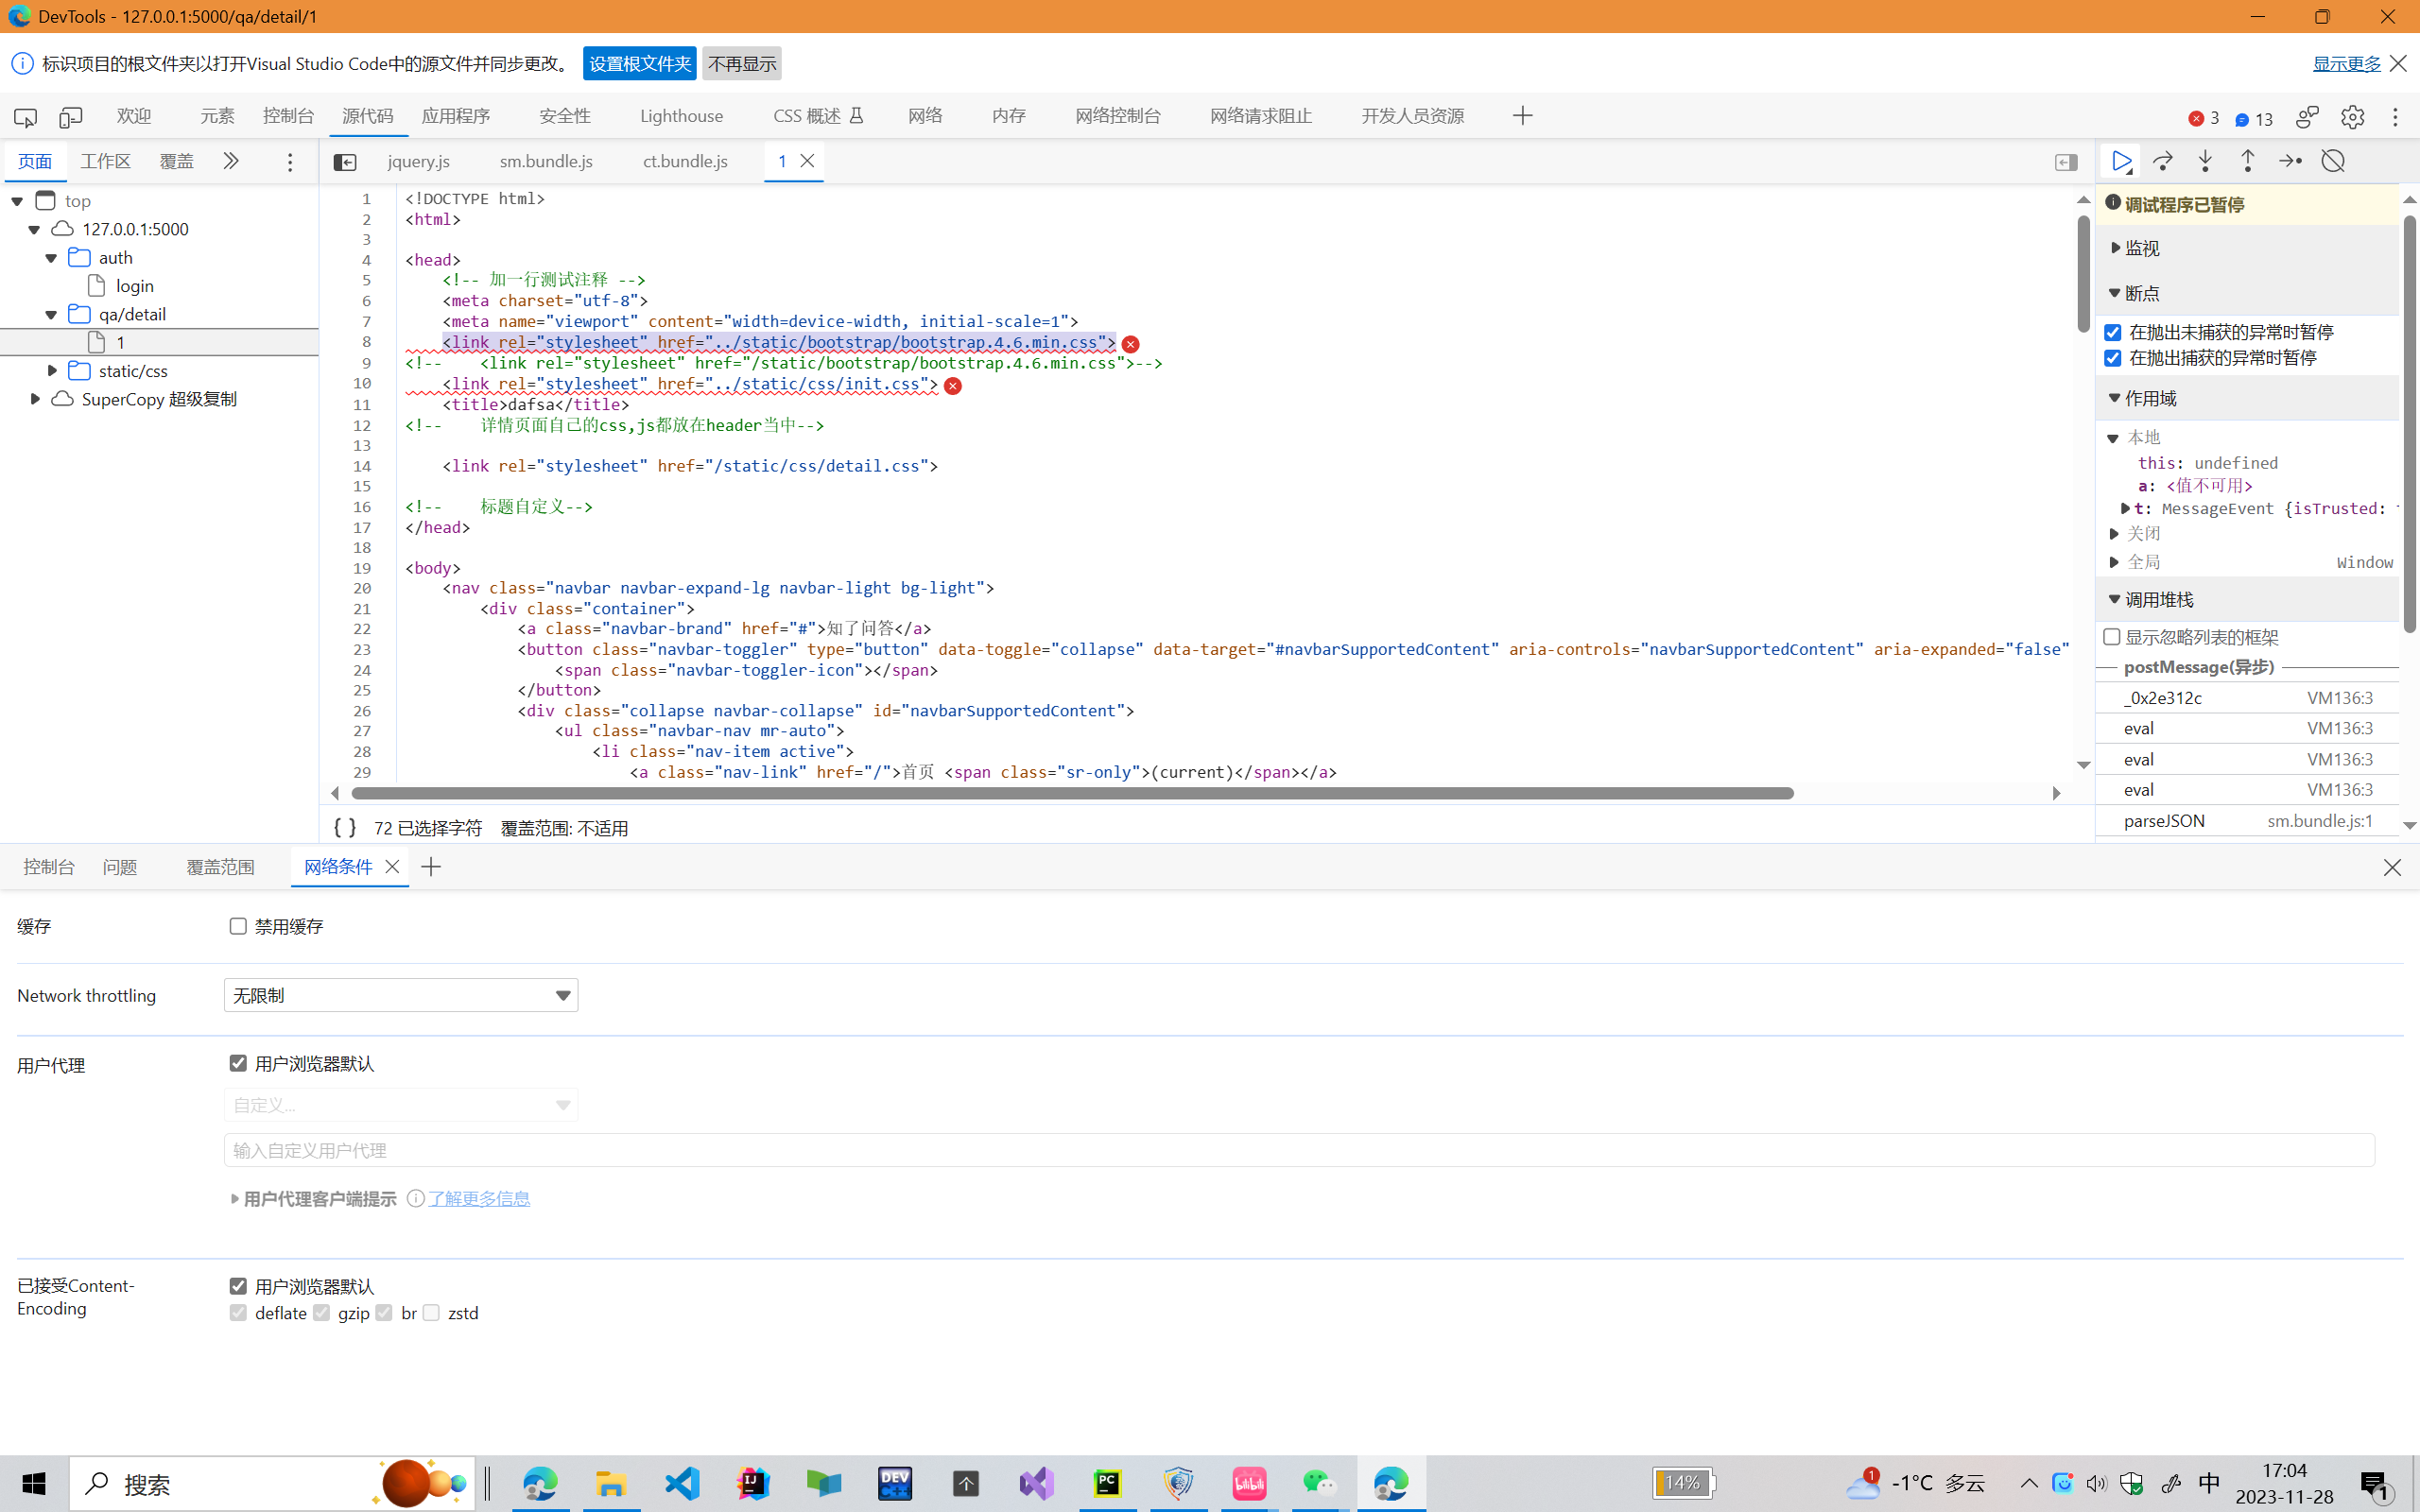 DevTools - 127.0.0.1:5000/qa/detail/1
标识项目的根文件夹以打开Visual Studio Code中的源文件并同步更改。 设置根文件夹 不再显示 显示更多
欢迎 元素 控制台 源代码 应用程序 安全性 Lighthouse CSS 概述 网络 内存 网络控制台 网络请求阻止 开发人员资源 3 13
页面 工作区 覆盖 jquery.js sm.bundle.js ct.bundle.js 1
top
127.0.0.1:5000
auth
login
qa/detail
1
static/css
SuperCopy 超级复制
1 <!DOCTYPE html>
2 <html>
3
4 <head>
5 <!-- 加一行测试注释 -->
6 <meta charset="utf-8">
7 <meta name="viewport" content="width=device-width, initial-scale=1">
8 <link rel="stylesheet" href="../static/bootstrap/bootstrap.4.6.min.css">
9 <!-- <link rel="stylesheet" href="/static/bootstrap/bootstrap.4.6.min.css">-->
10 <link rel="stylesheet" href="../static/css/init.css">
11 <title>dafsa</title>
12 <!-- 详情页面自己的css,js都放在header当中-->
13
14 <link rel="stylesheet" href="/static/css/detail.css">
15
16 <!-- 标题自定义-->
17 </head>
18
19 <body>
20 <nav class="navbar navbar-expand-lg navbar-light bg-light">
21 <div class="container">
22 <a class="navbar-brand" href="#">知了问答</a>
23 <button class="navbar-toggler" type="button" data-toggle="collapse" data-target="#navbarSupportedContent" aria-controls="navbarSupportedContent" aria-expanded="false"
24 <span class="navbar-toggler-icon"></span>
25 </button>
26 <div class="collapse navbar-collapse" id="navbarSupportedContent">
27 <ul class="navbar-nav mr-auto">
28 <li class="nav-item active">
29 <a class="nav-link" href="/">首页 <span class="sr-only">(current)</span></a>
{ } 72 已选择字符 覆盖范围: 不适用
调试程序已暂停
监视
断点
在抛出未捕获的异常时暂停
在抛出捕获的异常时暂停
作用域
本地
this: undefined
a: <值不可用>
t: MessageEvent {isTrusted:
关闭
全局 Window
调用堆栈
显示忽略列表的框架
postMessage(异步)
_0x2e312c VM136:3
eval VM136:3
eval VM136:3
eval VM136:3
parseJSON sm.bundle.js:1
控制台 问题 覆盖范围 网络条件
缓存 禁用缓存
Network throttling 无限制
用户代理 用户浏览器默认
自定义...
输入自定义用户代理
用户代理客户端提示 了解更多信息
已接受Content-
Encoding
用户浏览器默认
deflate gzip br zstd
搜索 DEV C++ IJ PC bilibili 14% 1 -1°C 多云 中 17:04
2023-11-28 1